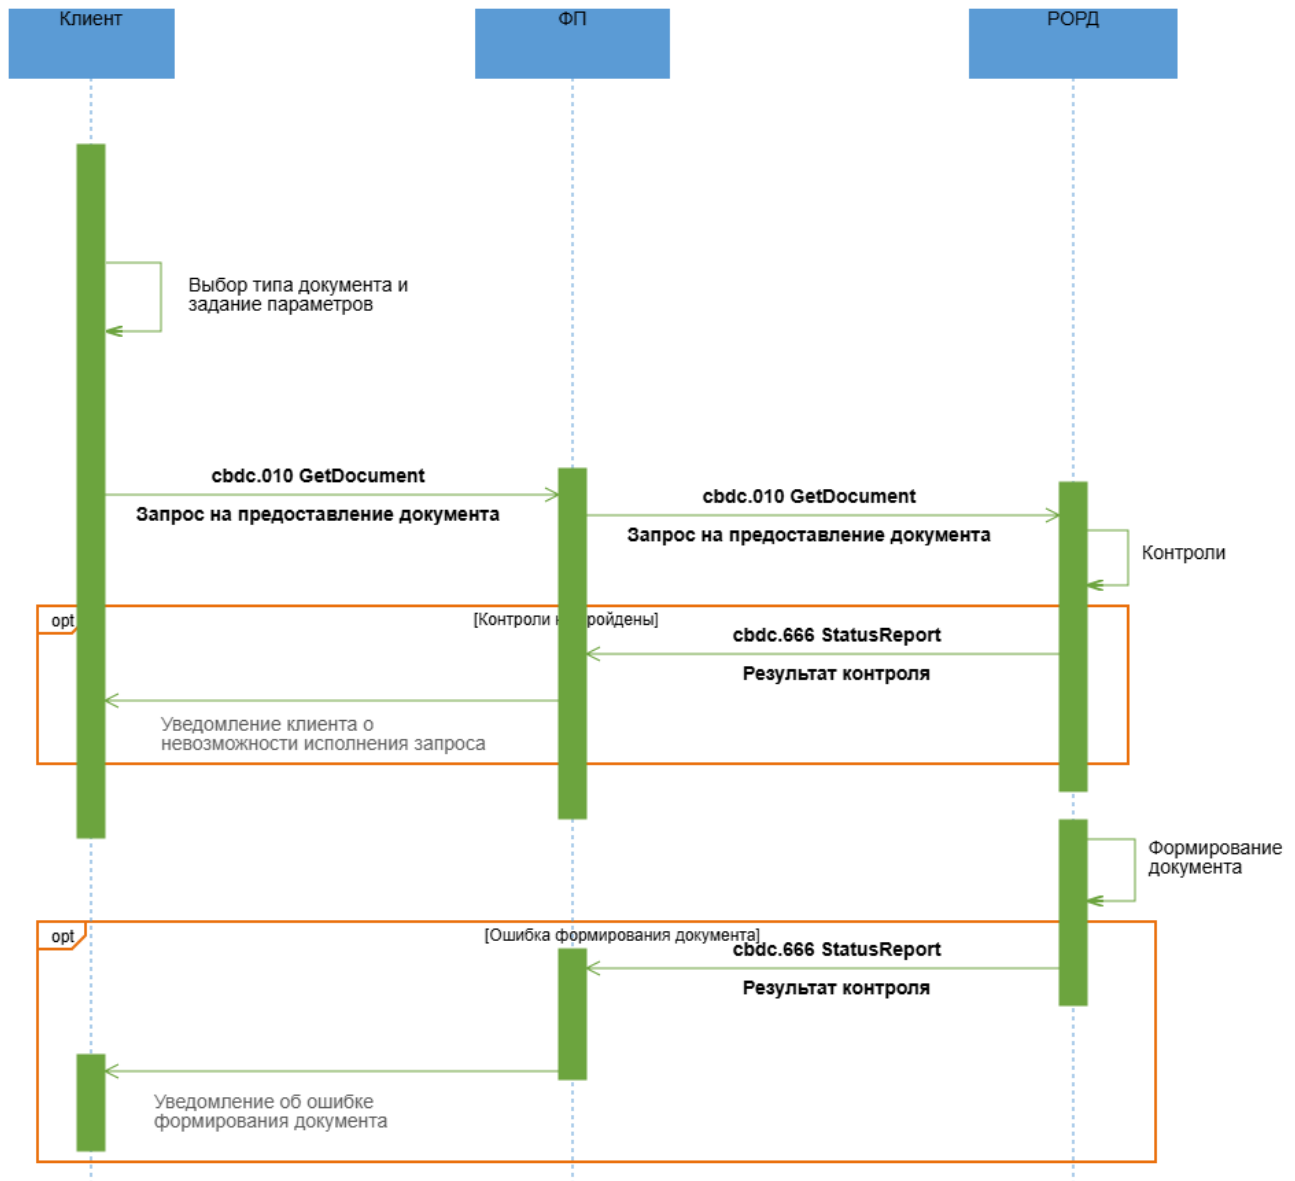 Клиент
ФП
РОРД
Выбор типа документа и
задание параметров
cbdc.010 GetDocument
Запрос на предоставление документа
cbdc.010 GetDocument
Запрос на предоставление документа
Контроли
opt
[Контроли ройдены]
cbdc.666 StatusReport
Результат контроля
Уведомление клиента о
невозможности исполнения запроса
Формирование
документа
opt
[Ошибка формирования документа]
cbdc.666 StatusReport
Результат контроля
Уведомление об ошибке
формирования документа